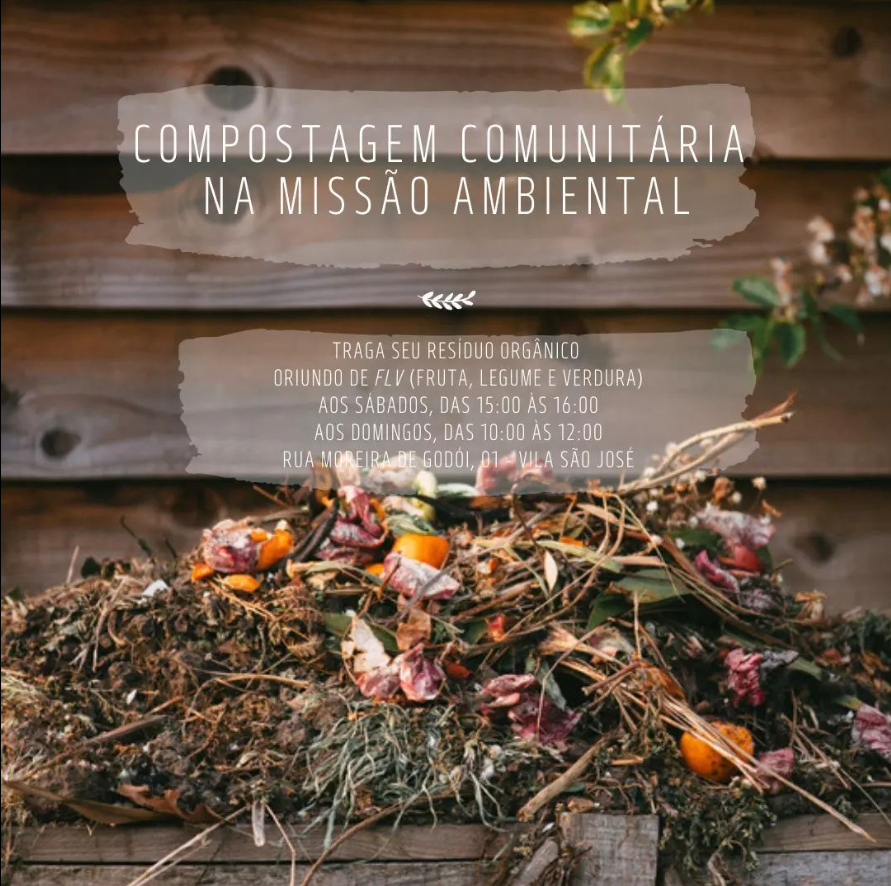 COMPOSTAGEM COMUNITÁRIA
NA MISSÃO AMBIENTAL
TRAGA SEU RESÍDUO ORGÂNICO
ORIUNDO DE FLV (FRUTA, LEGUME E VERDURA)
AOS SÁBADOS, DAS 15:00 ÀS 16:00
AOS DOMINGOS, DAS 10:00 ÀS 12:00
RUA MOREIRA DE GODÓI, 01 - VILA SÃO JOSÉ